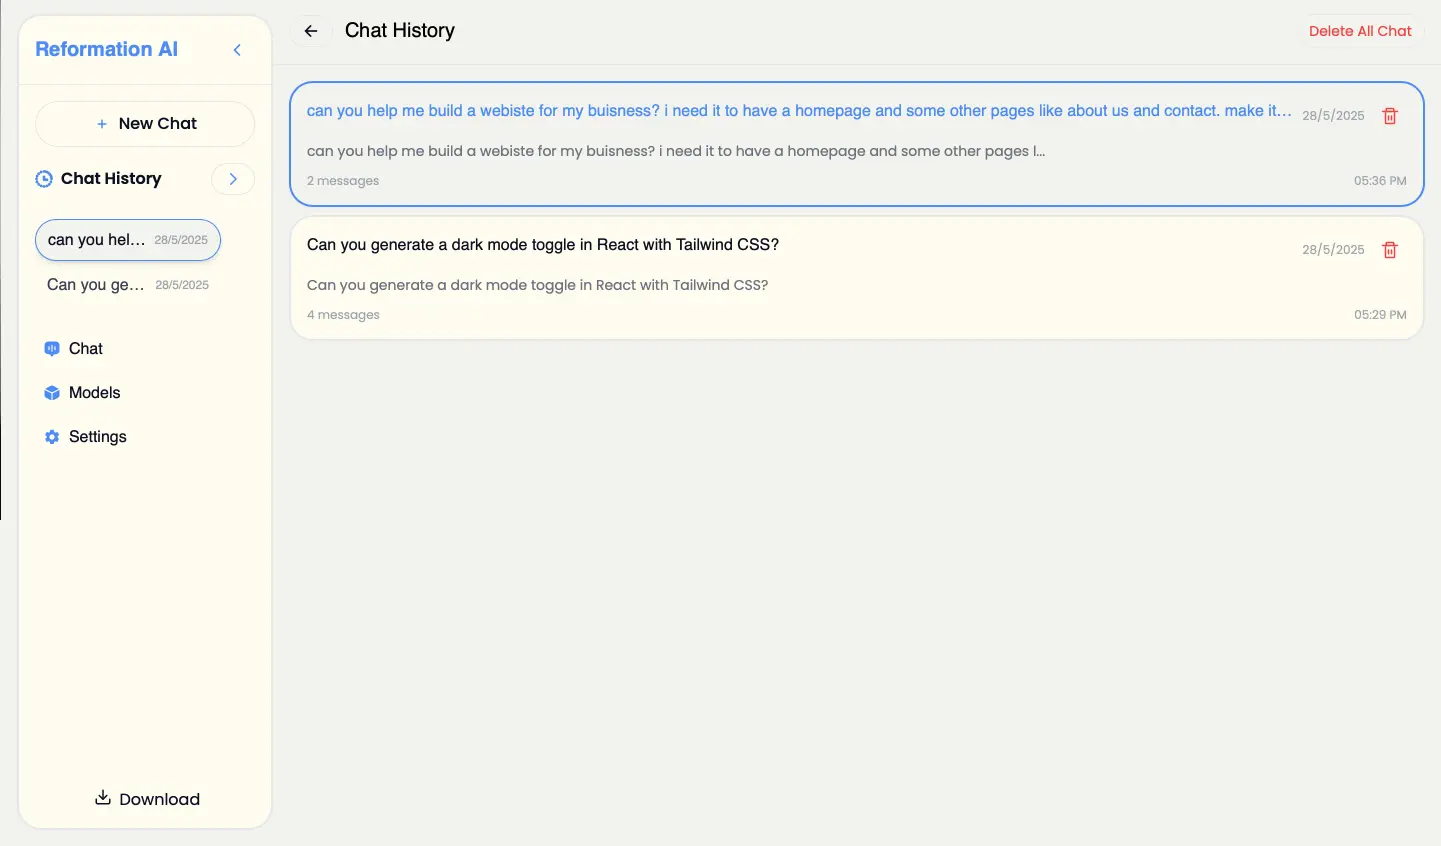 Reformation AI
+ New Chat
Chat History
can you hel... 28/5/2025
Can you ge... 28/5/2025
Chat
Models
Settings
Download
Chat History
Delete All Chat
can you help me build a webiste for my buisness? i need it to have a homepage and some other pages like about us and contact. make it... 28/5/2025
can you help me build a webiste for my buisness? i need it to have a homepage and some other pages l...
2 messages 05:36 PM
Can you generate a dark mode toggle in React with Tailwind CSS? 28/5/2025
Can you generate a dark mode toggle in React with Tailwind CSS?
4 messages 05:29 PM